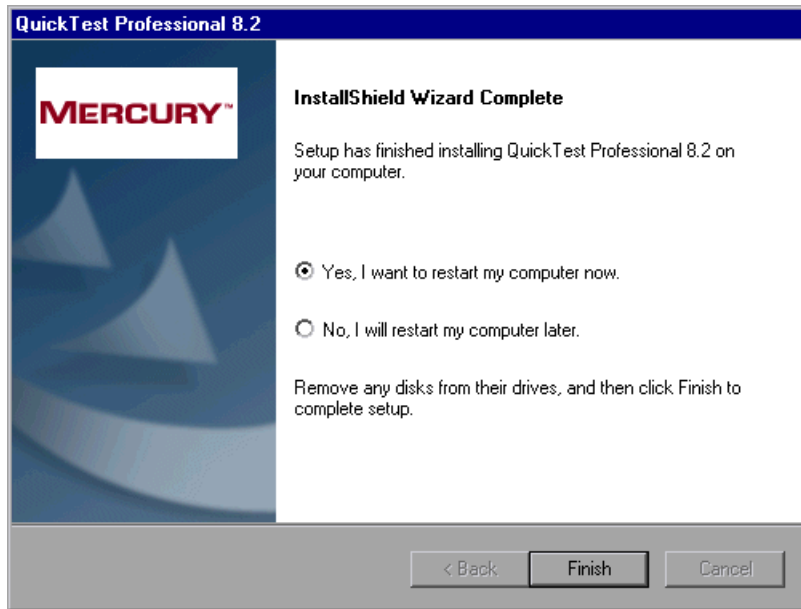 QuickTest Professional 8.2
MERCURY™
InstallShield Wizard Complete
Setup has finished installing QuickTest Professional 8.2 on
your computer.
Yes, I want to restart my computer now.
No, I will restart my computer later.
Remove any disks from their drives, and then click Finish to
complete setup.
< Back
Finish
Cancel